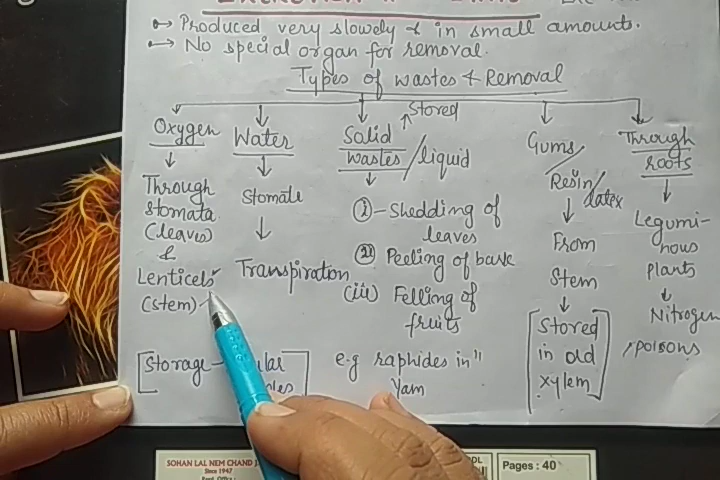 Produced very slowly & in small amounts.
No special organ for removal.
Types of wastes & Removal
Stored
Oxygen
Through
Stomata
(leaves)
&
Lenticels
(stem)
Water
Stomate
Transpiration
Solid
wastes/liquid
(i) - Shedding of
leaves
(ii) Peeling of bark
(iii) Felling of
fruits
Gums/
Resin/
latex
From
Stem
[Stored
in old
xylem]
Through
roots
Legumi-
nous
Plants
Nitrogen
/poisons
[Storage -
e.g raphides in "
Yam
SOHAN LAL NEM CHAND J
Since 1947
Pages : 40